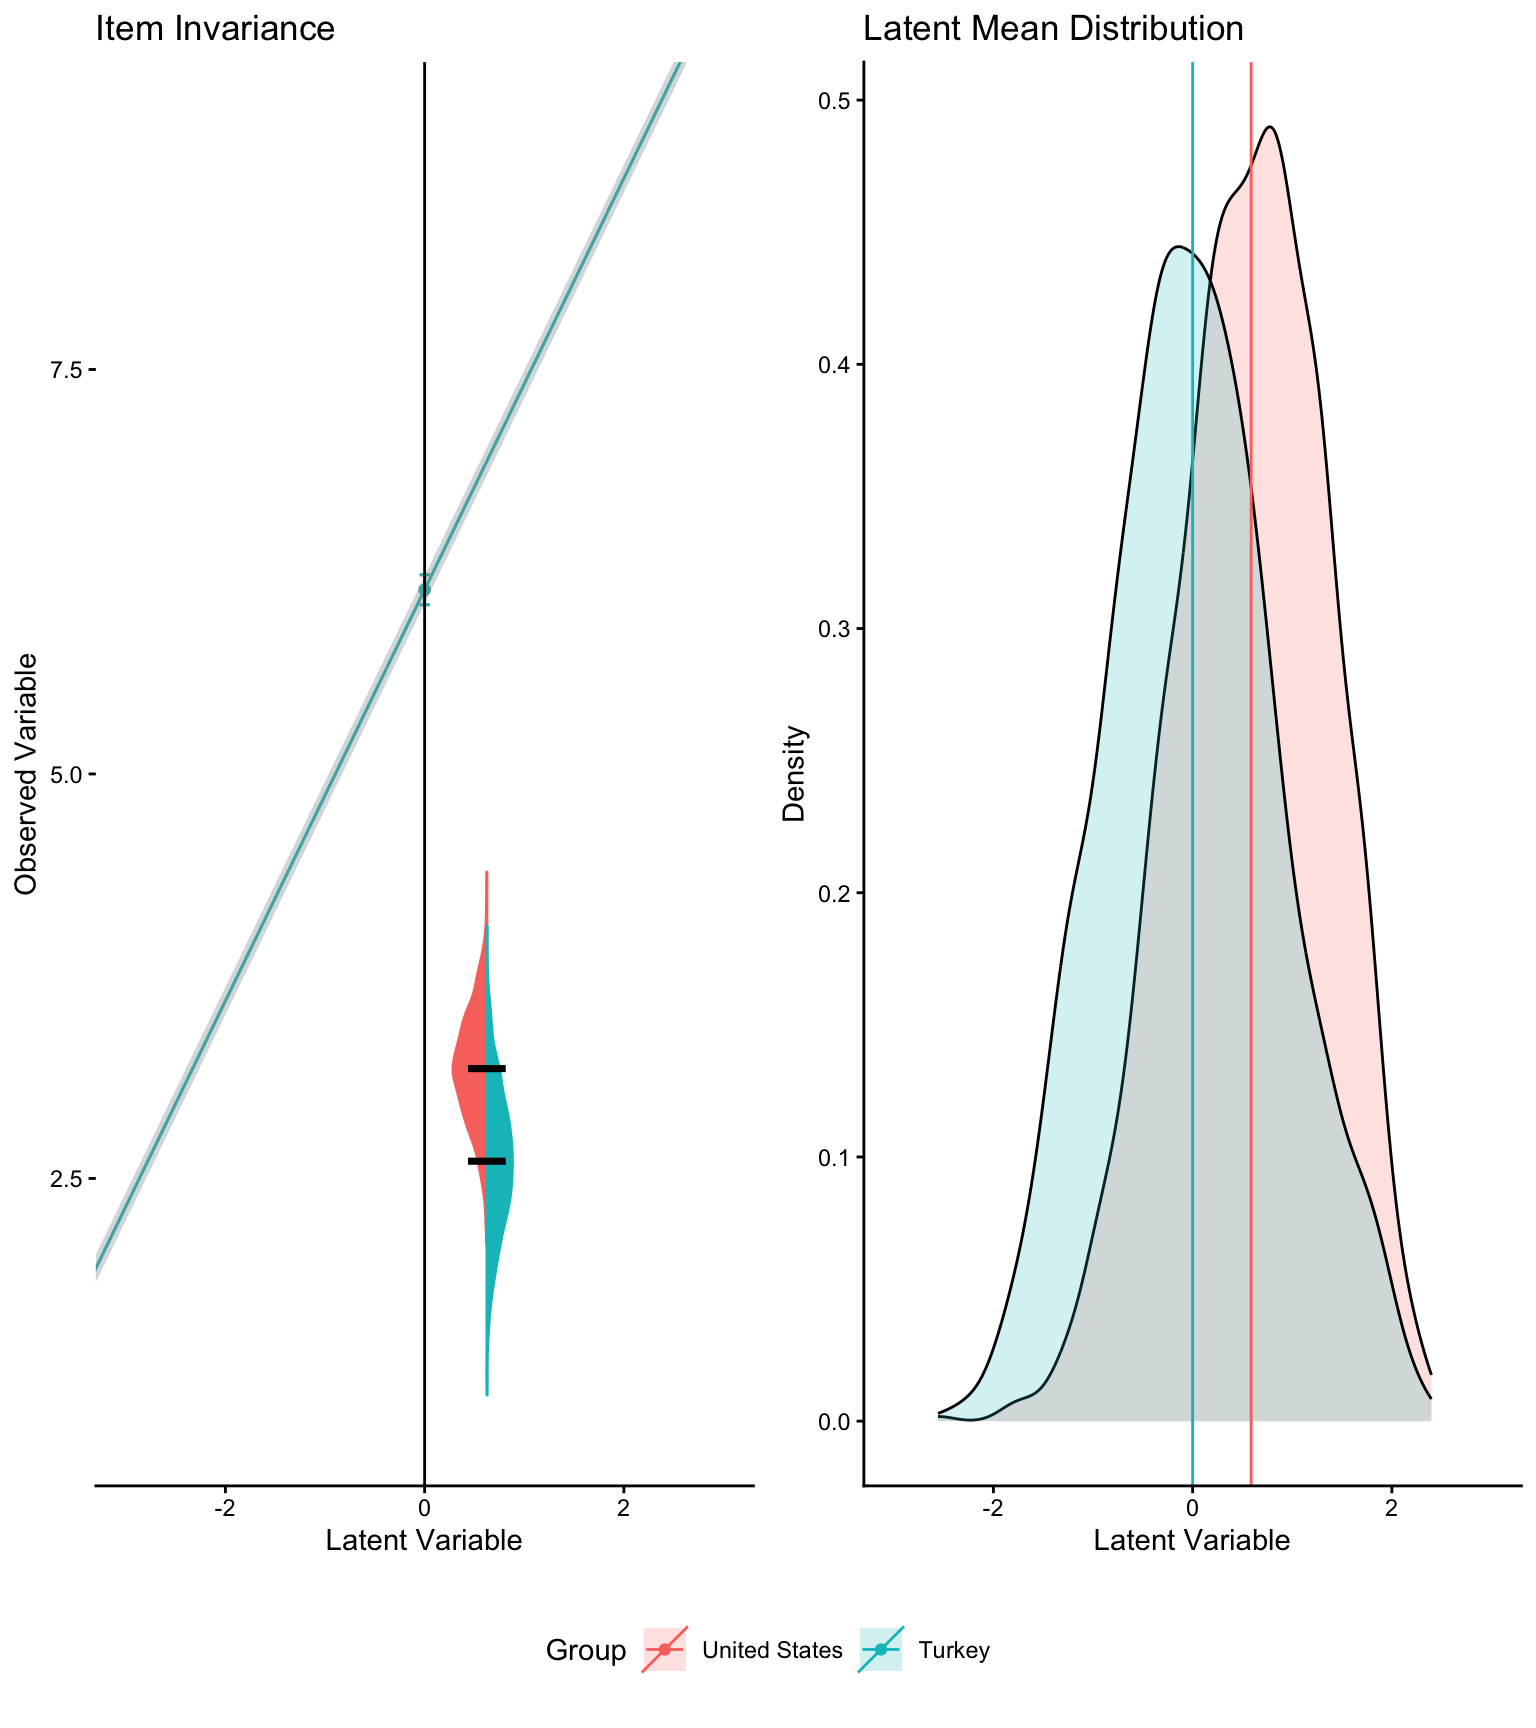 Item Invariance
Observed Variable
7.5
5.0
2.5
-2 0 2
Latent Variable
Latent Mean Distribution
Density
0.5
0.4
0.3
0.2
0.1
0.0
-2 0 2
Latent Variable
Group United States Turkey